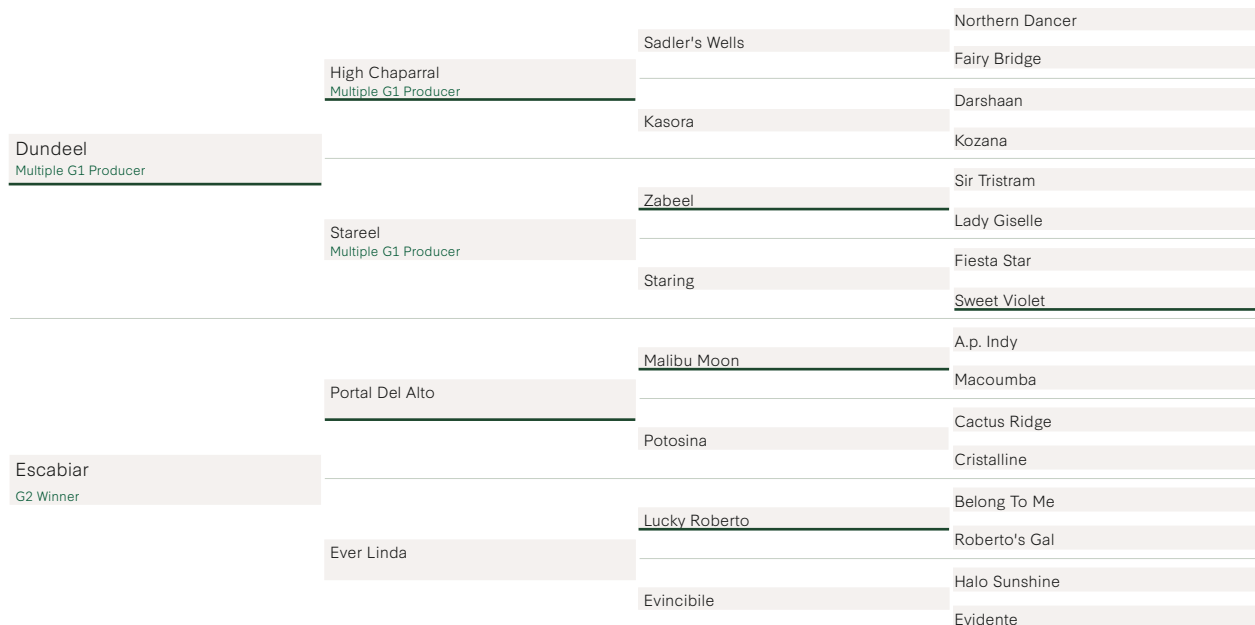 Dundeel
Multiple G1 Producer
Escabiar
G2 Winner
High Chaparral
Multiple G1 Producer
Stareel
Multiple G1 Producer
Portal Del Alto
Ever Linda
Sadler's Wells
Kasora
Zabeel
Staring
Malibu Moon
Potosina
Lucky Roberto
Evincibile
Northern Dancer
Fairy Bridge
Darshaan
Kozana
Sir Tristram
Lady Giselle
Fiesta Star
Sweet Violet
A.p. Indy
Macoumba
Cactus Ridge
Cristalline
Belong To Me
Roberto's Gal
Halo Sunshine
Evidente